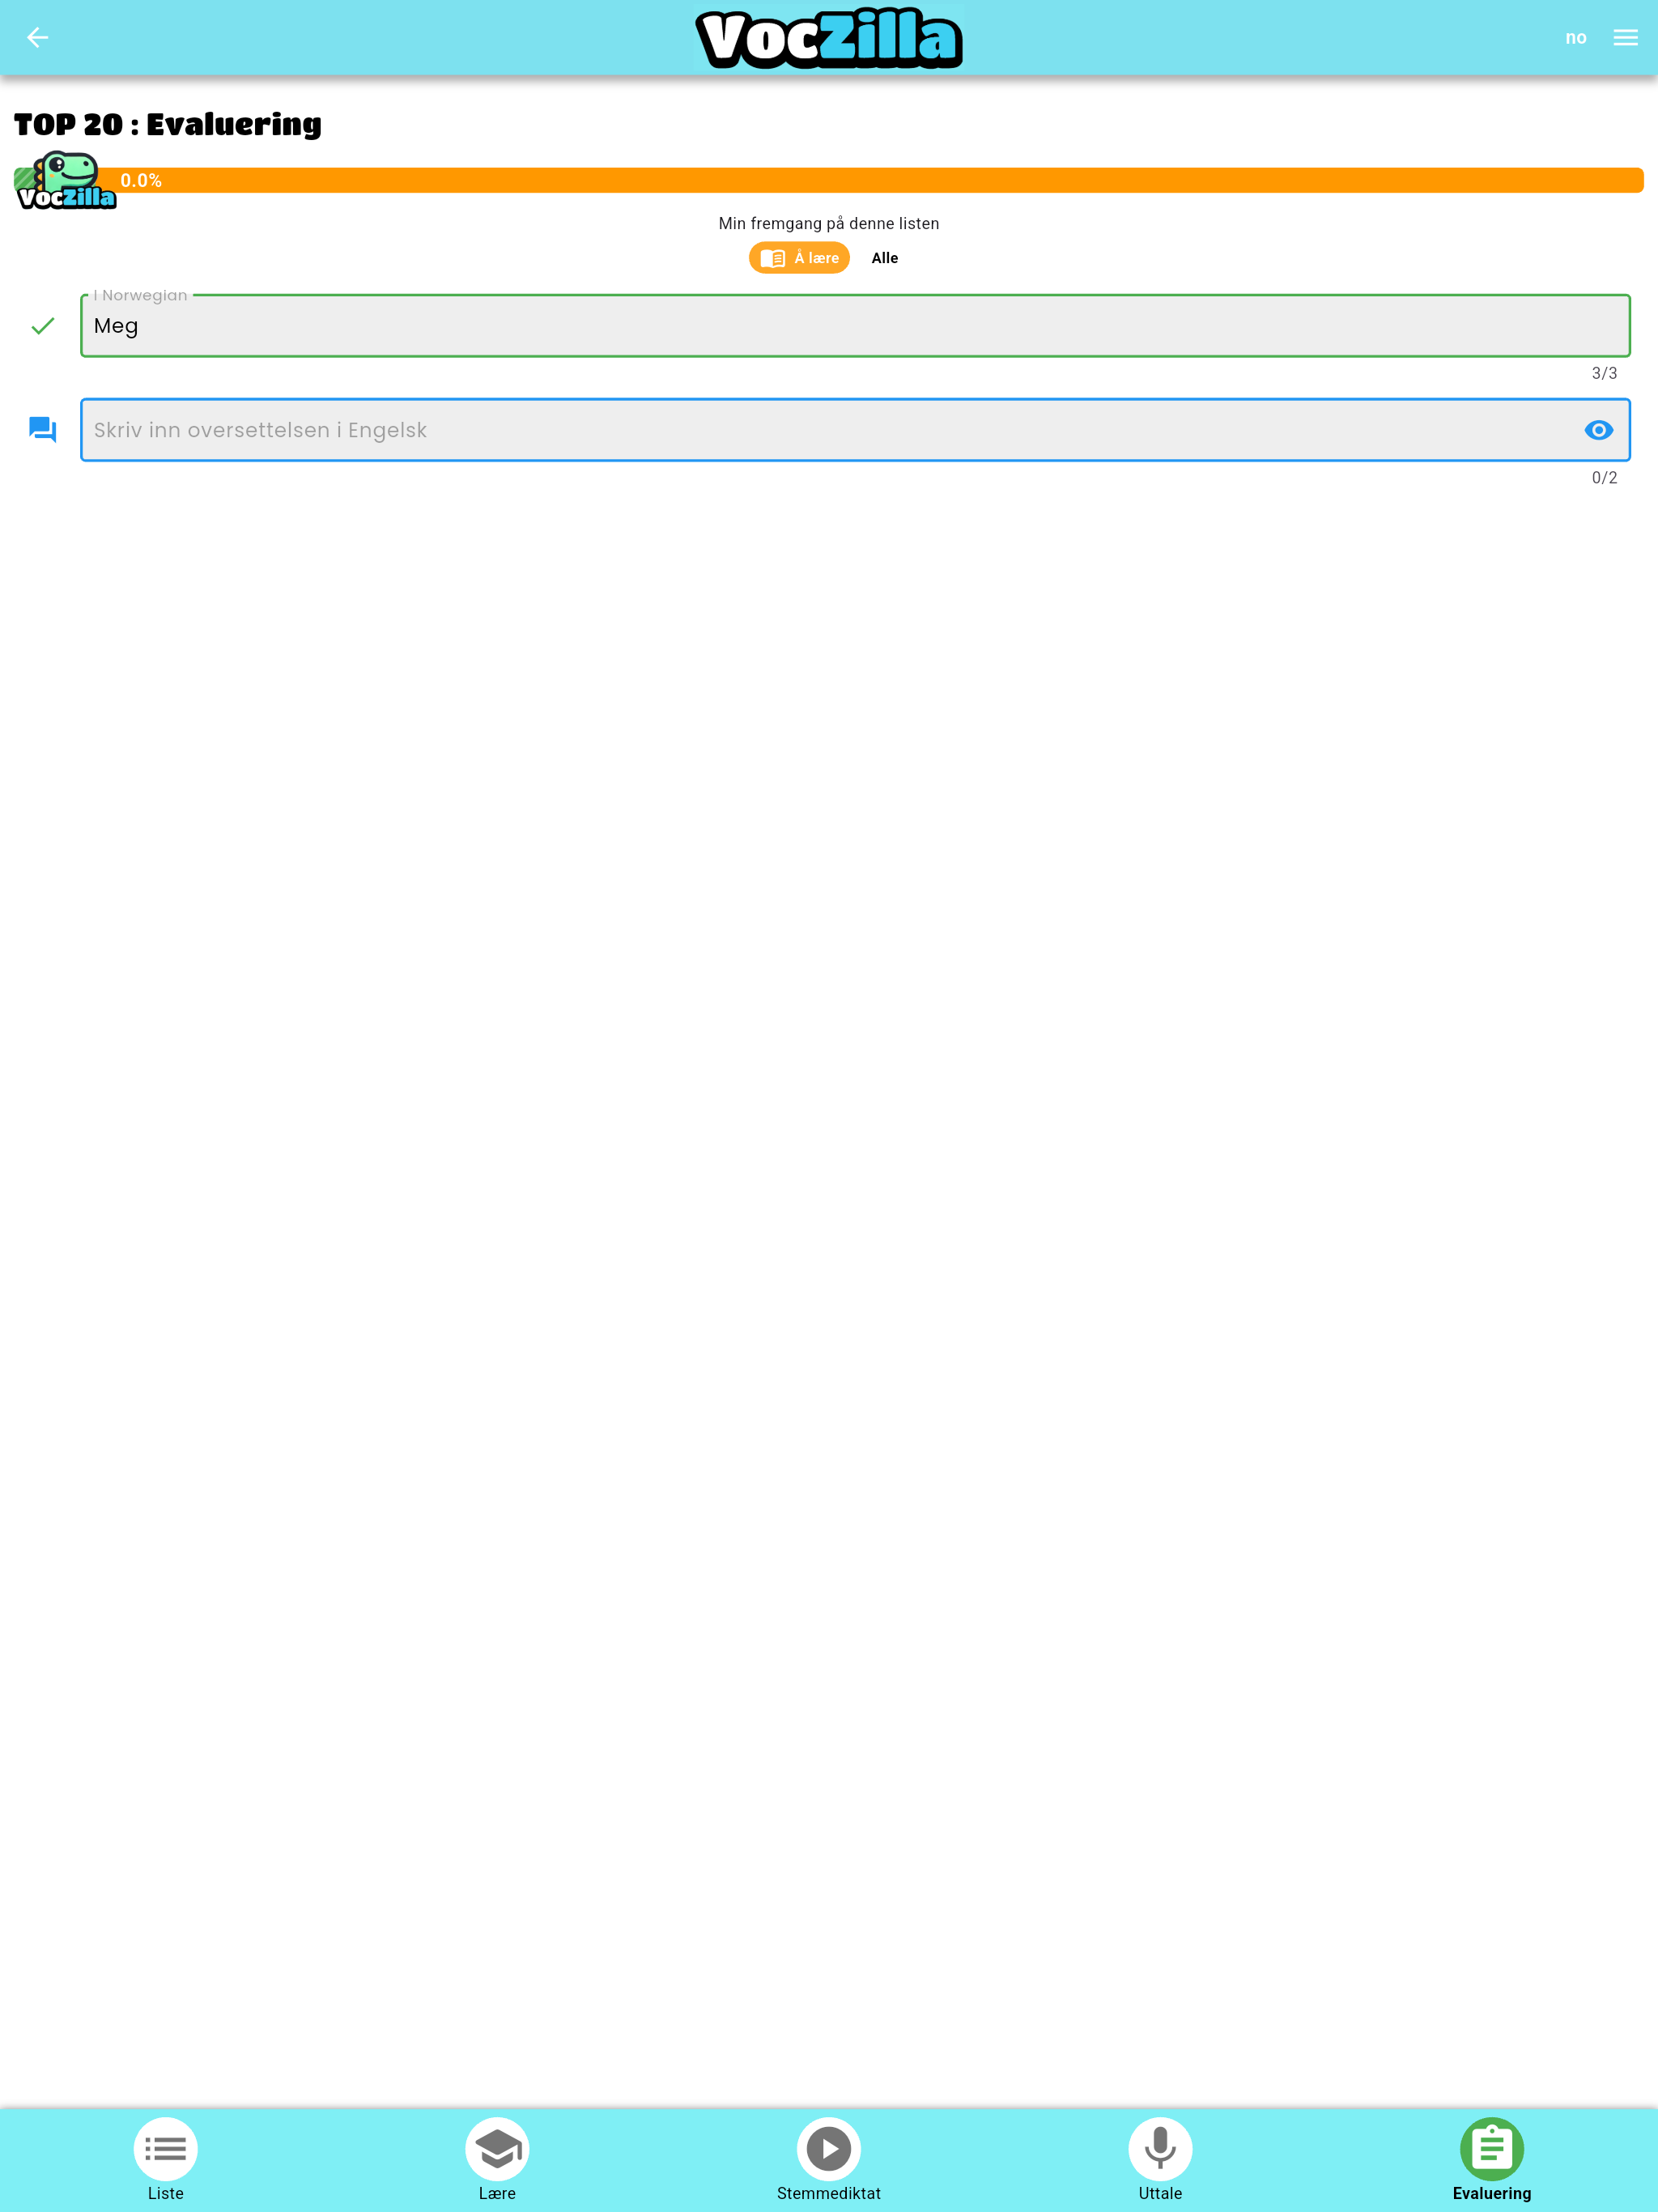 VocZilla
no
TOP 20 : Evaluering
VocZilla
0.0%
Min fremgang på denne listen
Å lære
Alle
I Norwegian
Meg
3/3
Skriv inn oversettelsen i Engelsk
0/2
Liste
Lære
Stemmediktat
Uttale
Evaluering